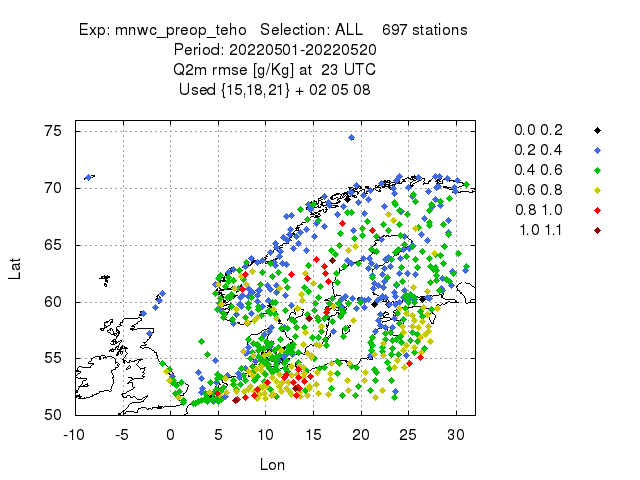 Exp: mnwc_preop_teho   Selection: ALL    697 stations
Period: 20220501-20220520
Q2m rmse [g/Kg] at  23 UTC
Used {15,18,21} + 02 05 08
75
70
65
60
55
50
-10 -5 0 5 10 15 20 25 30
Lat
Lon
0.0 0.2
0.2 0.4
0.4 0.6
0.6 0.8
0.8 1.0
1.0 1.1